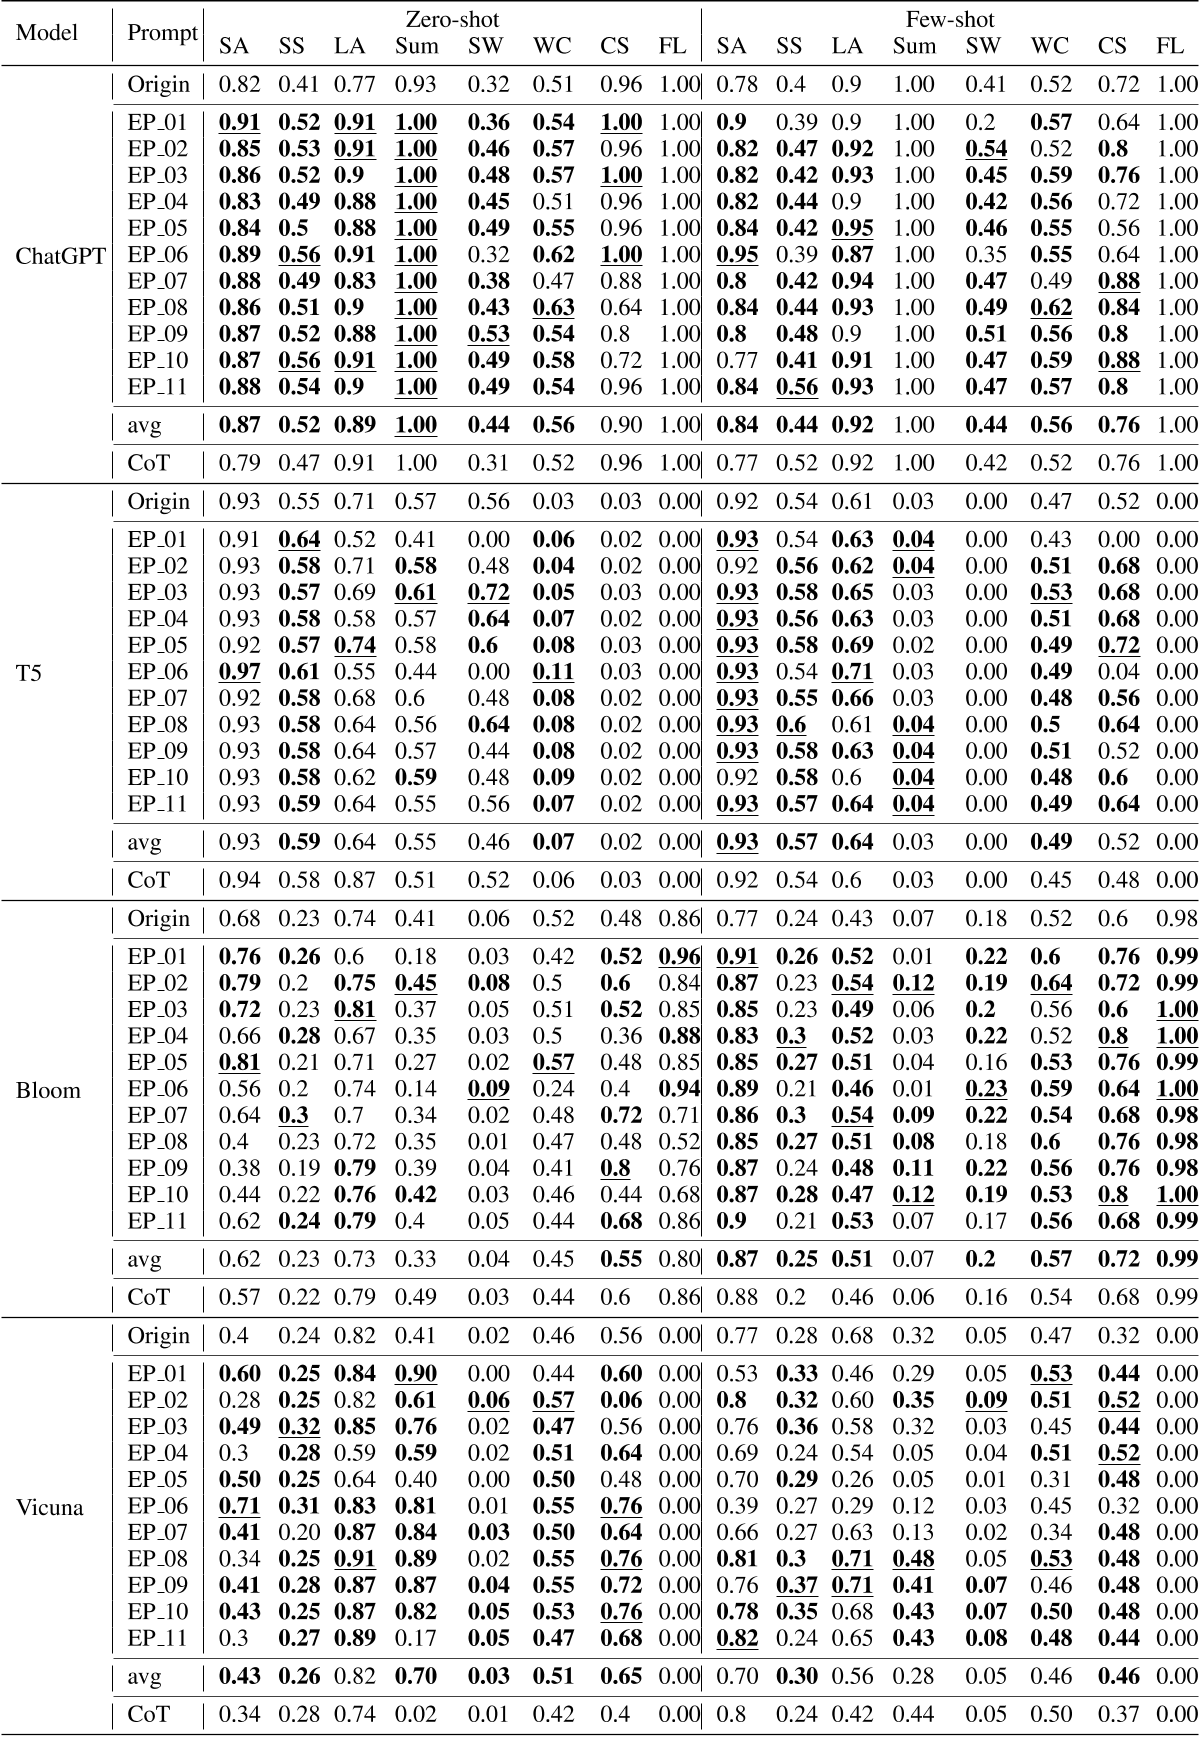 Model Prompt Zero-shot Few-shot
SA SS LA Sum SW WC CS FL SA SS LA Sum SW WC CS FL
Origin 0.82 0.41 0.77 0.93 0.32 0.51 0.96 1.00 0.78 0.4 0.9 1.00 0.41 0.52 0.72 1.00
EP_01 0.91 0.52 0.91 1.00 0.36 0.54 1.00 1.00 0.9 0.39 0.9 1.00 0.2 0.57 0.64 1.00
EP_02 0.85 0.53 0.91 1.00 0.46 0.57 0.96 1.00 0.82 0.47 0.92 1.00 0.54 0.52 0.8 1.00
EP_03 0.86 0.52 0.9 1.00 0.48 0.57 1.00 1.00 0.82 0.42 0.93 1.00 0.45 0.59 0.76 1.00
EP_04 0.83 0.49 0.88 1.00 0.45 0.51 0.96 1.00 0.82 0.44 0.9 1.00 0.42 0.56 0.72 1.00
EP_05 0.84 0.5 0.88 1.00 0.49 0.55 0.96 1.00 0.84 0.42 0.95 1.00 0.46 0.55 0.56 1.00
ChatGPT EP_06 0.89 0.56 0.91 1.00 0.32 0.62 1.00 1.00 0.95 0.39 0.87 1.00 0.35 0.55 0.64 1.00
EP_07 0.88 0.49 0.83 1.00 0.38 0.47 0.88 1.00 0.8 0.42 0.94 1.00 0.47 0.49 0.88 1.00
EP_08 0.86 0.51 0.9 1.00 0.43 0.63 0.64 1.00 0.84 0.44 0.93 1.00 0.49 0.62 0.84 1.00
EP_09 0.87 0.52 0.88 1.00 0.53 0.54 0.8 1.00 0.8 0.48 0.9 1.00 0.51 0.56 0.8 1.00
EP_10 0.87 0.56 0.91 1.00 0.49 0.58 0.72 1.00 0.77 0.41 0.91 1.00 0.47 0.59 0.88 1.00
EP_11 0.88 0.54 0.9 1.00 0.49 0.54 0.96 1.00 0.84 0.56 0.93 1.00 0.47 0.57 0.8 1.00
avg 0.87 0.52 0.89 1.00 0.44 0.56 0.90 1.00 0.84 0.44 0.92 1.00 0.44 0.56 0.76 1.00
CoT 0.79 0.47 0.91 1.00 0.31 0.52 0.96 1.00 0.77 0.52 0.92 1.00 0.42 0.52 0.76 1.00
Origin 0.93 0.55 0.71 0.57 0.56 0.03 0.03 0.00 0.92 0.54 0.61 0.03 0.00 0.47 0.52 0.00
EP_01 0.91 0.64 0.52 0.41 0.00 0.06 0.02 0.00 0.93 0.54 0.63 0.04 0.00 0.43 0.00 0.00
EP_02 0.93 0.58 0.71 0.58 0.48 0.04 0.02 0.00 0.92 0.56 0.62 0.04 0.00 0.51 0.68 0.00
EP_03 0.93 0.57 0.69 0.61 0.72 0.05 0.03 0.00 0.93 0.58 0.65 0.03 0.00 0.53 0.68 0.00
EP_04 0.93 0.58 0.58 0.57 0.64 0.07 0.02 0.00 0.93 0.56 0.63 0.03 0.00 0.51 0.68 0.00
EP_05 0.92 0.57 0.74 0.58 0.6 0.08 0.03 0.00 0.93 0.58 0.69 0.02 0.00 0.49 0.72 0.00
T5 EP_06 0.97 0.61 0.55 0.44 0.00 0.11 0.03 0.00 0.93 0.54 0.71 0.03 0.00 0.49 0.04 0.00
EP_07 0.92 0.58 0.68 0.6 0.48 0.08 0.02 0.00 0.93 0.55 0.66 0.03 0.00 0.48 0.56 0.00
EP_08 0.93 0.58 0.64 0.56 0.64 0.08 0.02 0.00 0.93 0.6 0.61 0.04 0.00 0.5 0.64 0.00
EP_09 0.93 0.58 0.64 0.57 0.44 0.08 0.02 0.00 0.93 0.58 0.63 0.04 0.00 0.51 0.52 0.00
EP_10 0.93 0.58 0.62 0.59 0.48 0.09 0.02 0.00 0.92 0.58 0.6 0.04 0.00 0.48 0.6 0.00
EP_11 0.93 0.59 0.64 0.55 0.56 0.07 0.02 0.00 0.93 0.57 0.64 0.04 0.00 0.49 0.64 0.00
avg 0.93 0.59 0.64 0.55 0.46 0.07 0.02 0.00 0.93 0.57 0.64 0.03 0.00 0.49 0.52 0.00
CoT 0.94 0.58 0.87 0.51 0.52 0.06 0.03 0.00 0.92 0.54 0.6 0.03 0.00 0.45 0.48 0.00
Origin 0.68 0.23 0.74 0.41 0.06 0.52 0.48 0.86 0.77 0.24 0.43 0.07 0.18 0.52 0.6 0.98
EP_01 0.76 0.26 0.6 0.18 0.03 0.42 0.52 0.96 0.91 0.26 0.52 0.01 0.22 0.6 0.76 0.99
EP_02 0.79 0.2 0.75 0.45 0.08 0.5 0.6 0.84 0.87 0.23 0.54 0.12 0.19 0.64 0.72 0.99
EP_03 0.72 0.23 0.81 0.37 0.05 0.51 0.52 0.85 0.85 0.23 0.49 0.06 0.2 0.56 0.6 1.00
EP_04 0.66 0.28 0.67 0.35 0.03 0.5 0.36 0.88 0.83 0.3 0.52 0.03 0.22 0.52 0.8 1.00
EP_05 0.81 0.21 0.71 0.27 0.02 0.57 0.48 0.85 0.85 0.27 0.51 0.04 0.16 0.53 0.76 0.99
Bloom EP_06 0.56 0.2 0.74 0.14 0.09 0.24 0.4 0.94 0.89 0.21 0.46 0.01 0.23 0.59 0.64 1.00
EP_07 0.64 0.3 0.7 0.34 0.02 0.48 0.72 0.71 0.86 0.3 0.54 0.09 0.22 0.54 0.68 0.98
EP_08 0.4 0.23 0.72 0.35 0.01 0.47 0.48 0.52 0.85 0.27 0.51 0.08 0.18 0.6 0.76 0.98
EP_09 0.38 0.19 0.79 0.39 0.04 0.41 0.8 0.76 0.87 0.24 0.48 0.11 0.22 0.56 0.76 0.98
EP_10 0.44 0.22 0.76 0.42 0.03 0.46 0.44 0.68 0.87 0.28 0.47 0.12 0.19 0.53 0.8 1.00
EP_11 0.62 0.24 0.79 0.4 0.05 0.44 0.68 0.86 0.9 0.21 0.53 0.07 0.17 0.56 0.68 0.99
avg 0.62 0.23 0.73 0.33 0.04 0.45 0.55 0.80 0.87 0.25 0.51 0.07 0.2 0.57 0.72 0.99
CoT 0.57 0.22 0.79 0.49 0.03 0.44 0.6 0.86 0.88 0.2 0.46 0.06 0.16 0.54 0.68 0.99
Origin 0.4 0.24 0.82 0.41 0.02 0.46 0.56 0.00 0.77 0.28 0.68 0.32 0.05 0.47 0.32 0.00
EP_01 0.60 0.25 0.84 0.90 0.00 0.44 0.60 0.00 0.53 0.33 0.46 0.29 0.05 0.53 0.44 0.00
EP_02 0.28 0.25 0.82 0.61 0.06 0.57 0.06 0.00 0.8 0.32 0.60 0.35 0.09 0.51 0.52 0.00
EP_03 0.49 0.32 0.85 0.76 0.02 0.47 0.56 0.00 0.76 0.36 0.58 0.32 0.03 0.45 0.44 0.00
EP_04 0.3 0.28 0.59 0.59 0.02 0.51 0.64 0.00 0.69 0.24 0.54 0.05 0.04 0.51 0.52 0.00
EP_05 0.50 0.25 0.64 0.40 0.00 0.50 0.48 0.00 0.70 0.29 0.26 0.05 0.01 0.31 0.48 0.00
Vicuna EP_06 0.71 0.31 0.83 0.81 0.01 0.55 0.76 0.00 0.39 0.27 0.29 0.12 0.03 0.45 0.32 0.00
EP_07 0.41 0.20 0.87 0.84 0.03 0.50 0.64 0.00 0.66 0.27 0.63 0.13 0.02 0.34 0.48 0.00
EP_08 0.34 0.25 0.91 0.89 0.02 0.55 0.76 0.00 0.81 0.3 0.71 0.48 0.05 0.53 0.48 0.00
EP_09 0.41 0.28 0.87 0.87 0.04 0.55 0.72 0.00 0.76 0.37 0.71 0.41 0.07 0.46 0.48 0.00
EP_10 0.43 0.25 0.87 0.82 0.05 0.53 0.76 0.00 0.78 0.35 0.68 0.43 0.07 0.50 0.48 0.00
EP_11 0.3 0.27 0.89 0.17 0.05 0.47 0.68 0.00 0.82 0.24 0.65 0.43 0.08 0.48 0.44 0.00
avg 0.43 0.26 0.82 0.70 0.03 0.51 0.65 0.00 0.70 0.30 0.56 0.28 0.05 0.46 0.46 0.00
CoT 0.34 0.28 0.74 0.02 0.01 0.42 0.4 0.00 0.8 0.24 0.42 0.44 0.05 0.50 0.37 0.00